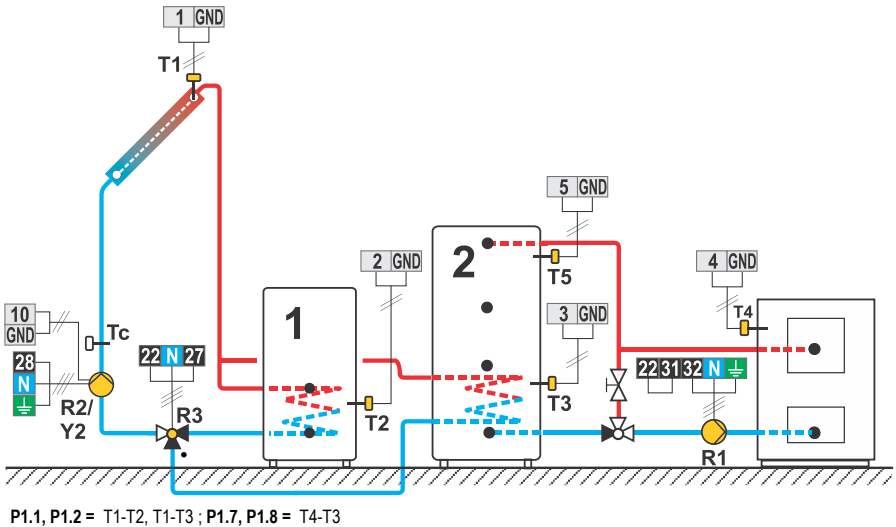 1 GND
T1
5 GND
2 GND
2
T5
4 GND
10
GND
Tc
1
3 GND
T4
28
N
22 N 27
22 31 32 N
R2/
Y2
R3
T2
T3
R1
P1.1, P1.2 = T1-T2, T1-T3 ; P1.7, P1.8 = T4-T3